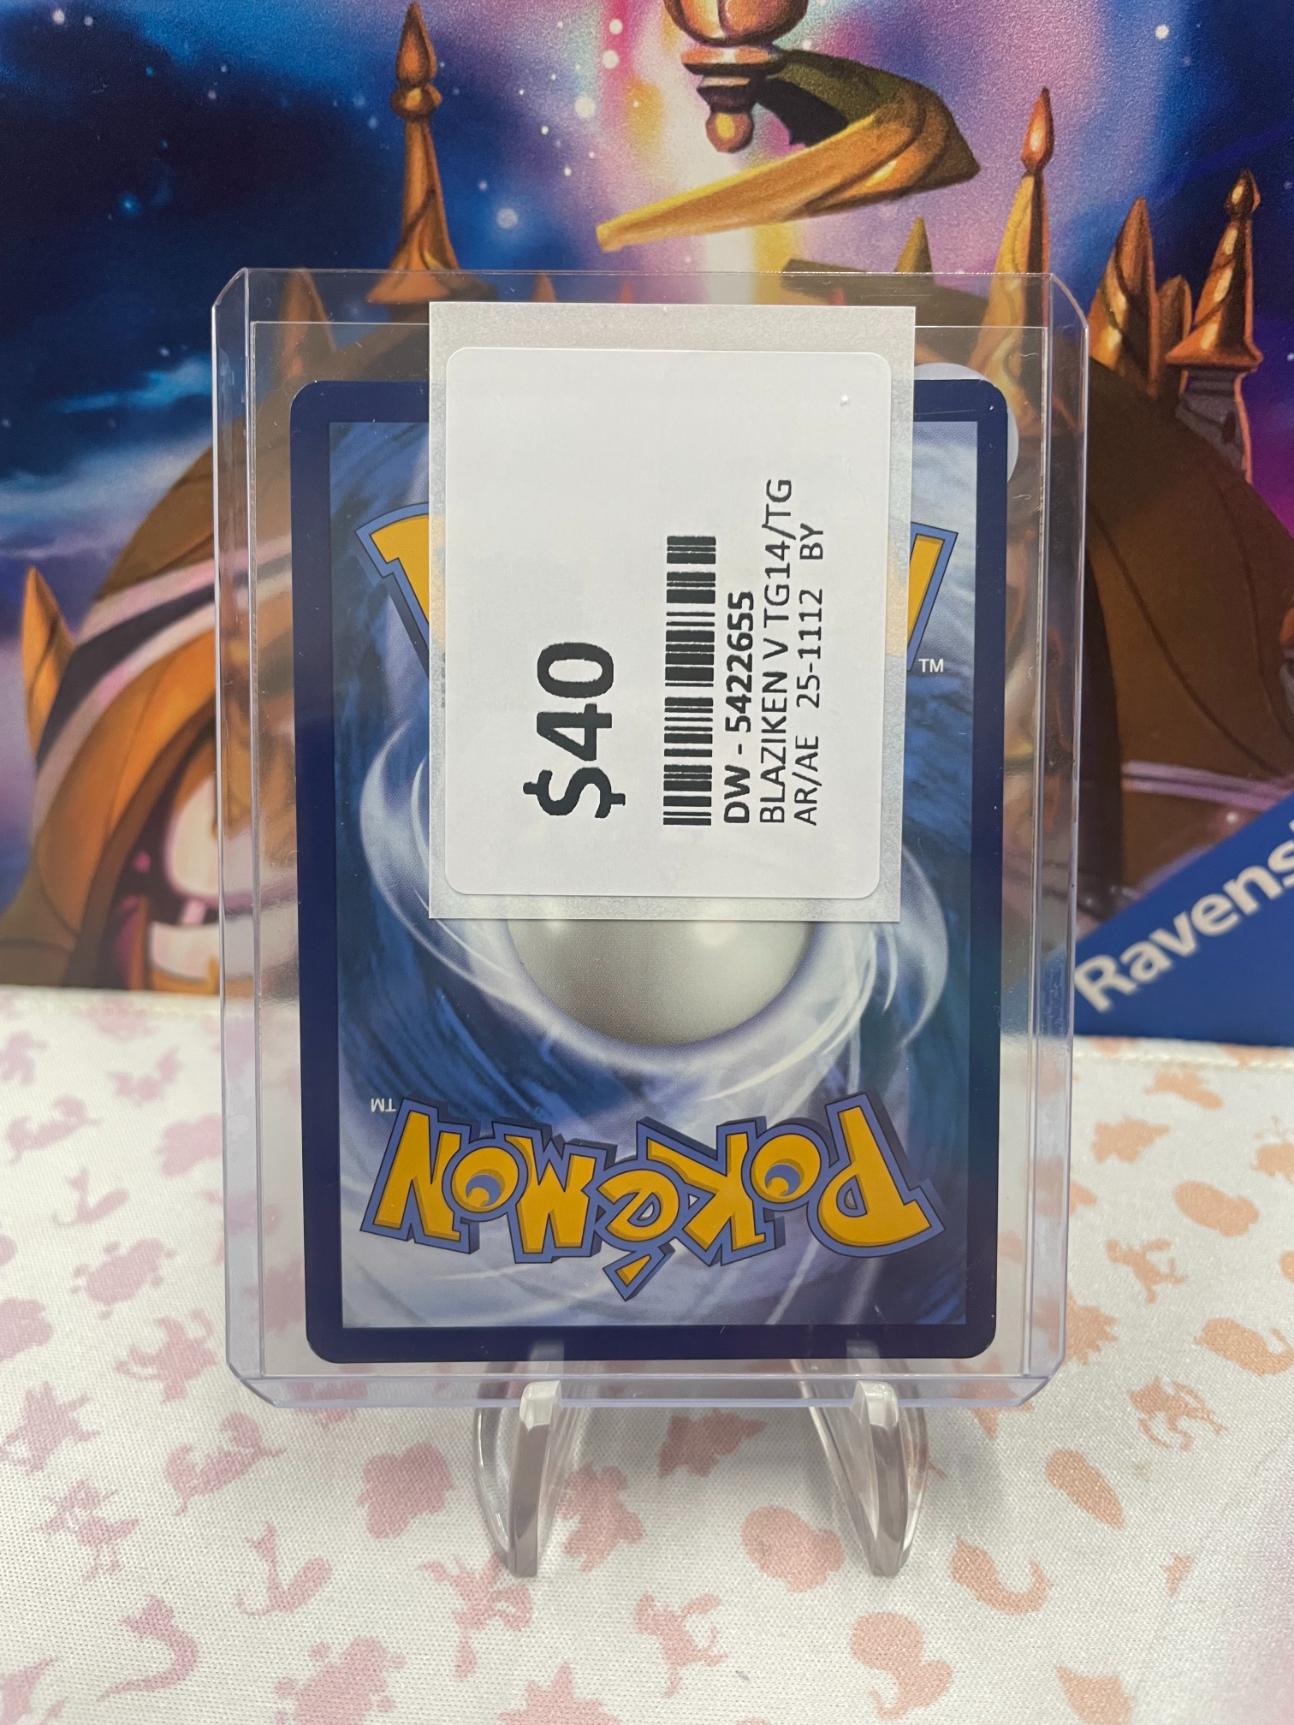 $40
DW - 5422655
BLAZIKEN V TG14/TG
AR/AE 25-1112 BY
TM
Ravens
TM
POKéMON